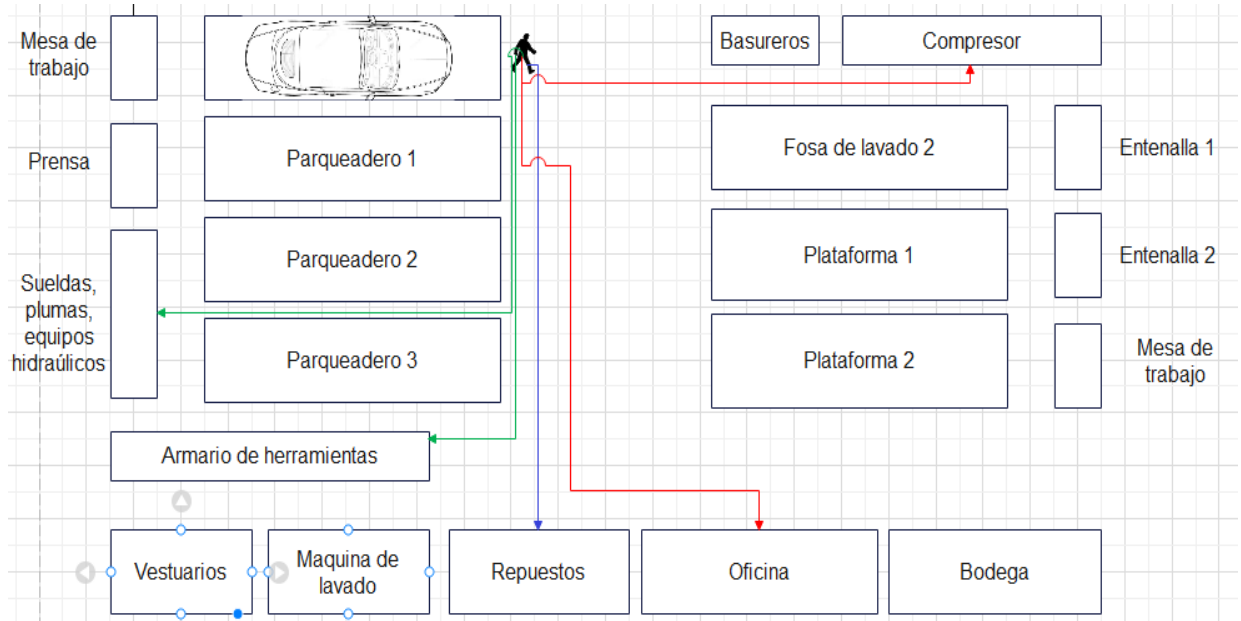 Mesa de
trabajo
Basureros
Compresor
Prensa
Parqueadero 1
Fosa de lavado 2
Entenalla 1
Parqueadero 2
Plataforma 1
Entenalla 2
Sueldas,
plumas,
equipos
hidraúlicos
Parqueadero 3
Plataforma 2
Mesa de
trabajo
Armario de herramientas
Vestuarios
Maquina de
lavado
Repuestos
Oficina
Bodega